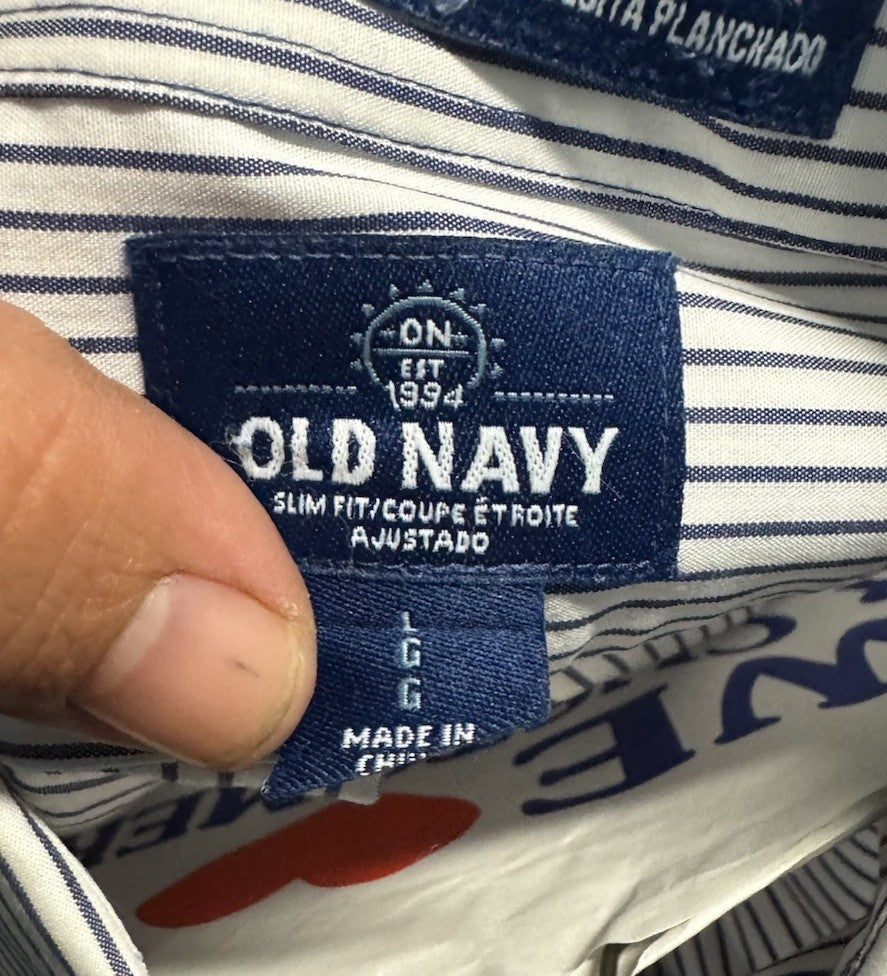 PLANCHADO
ON
EST
1994
OLD NAVY
SLIM FIT/COUPE ÉTROITE
AJUSTADO
L
G
G
MADE IN